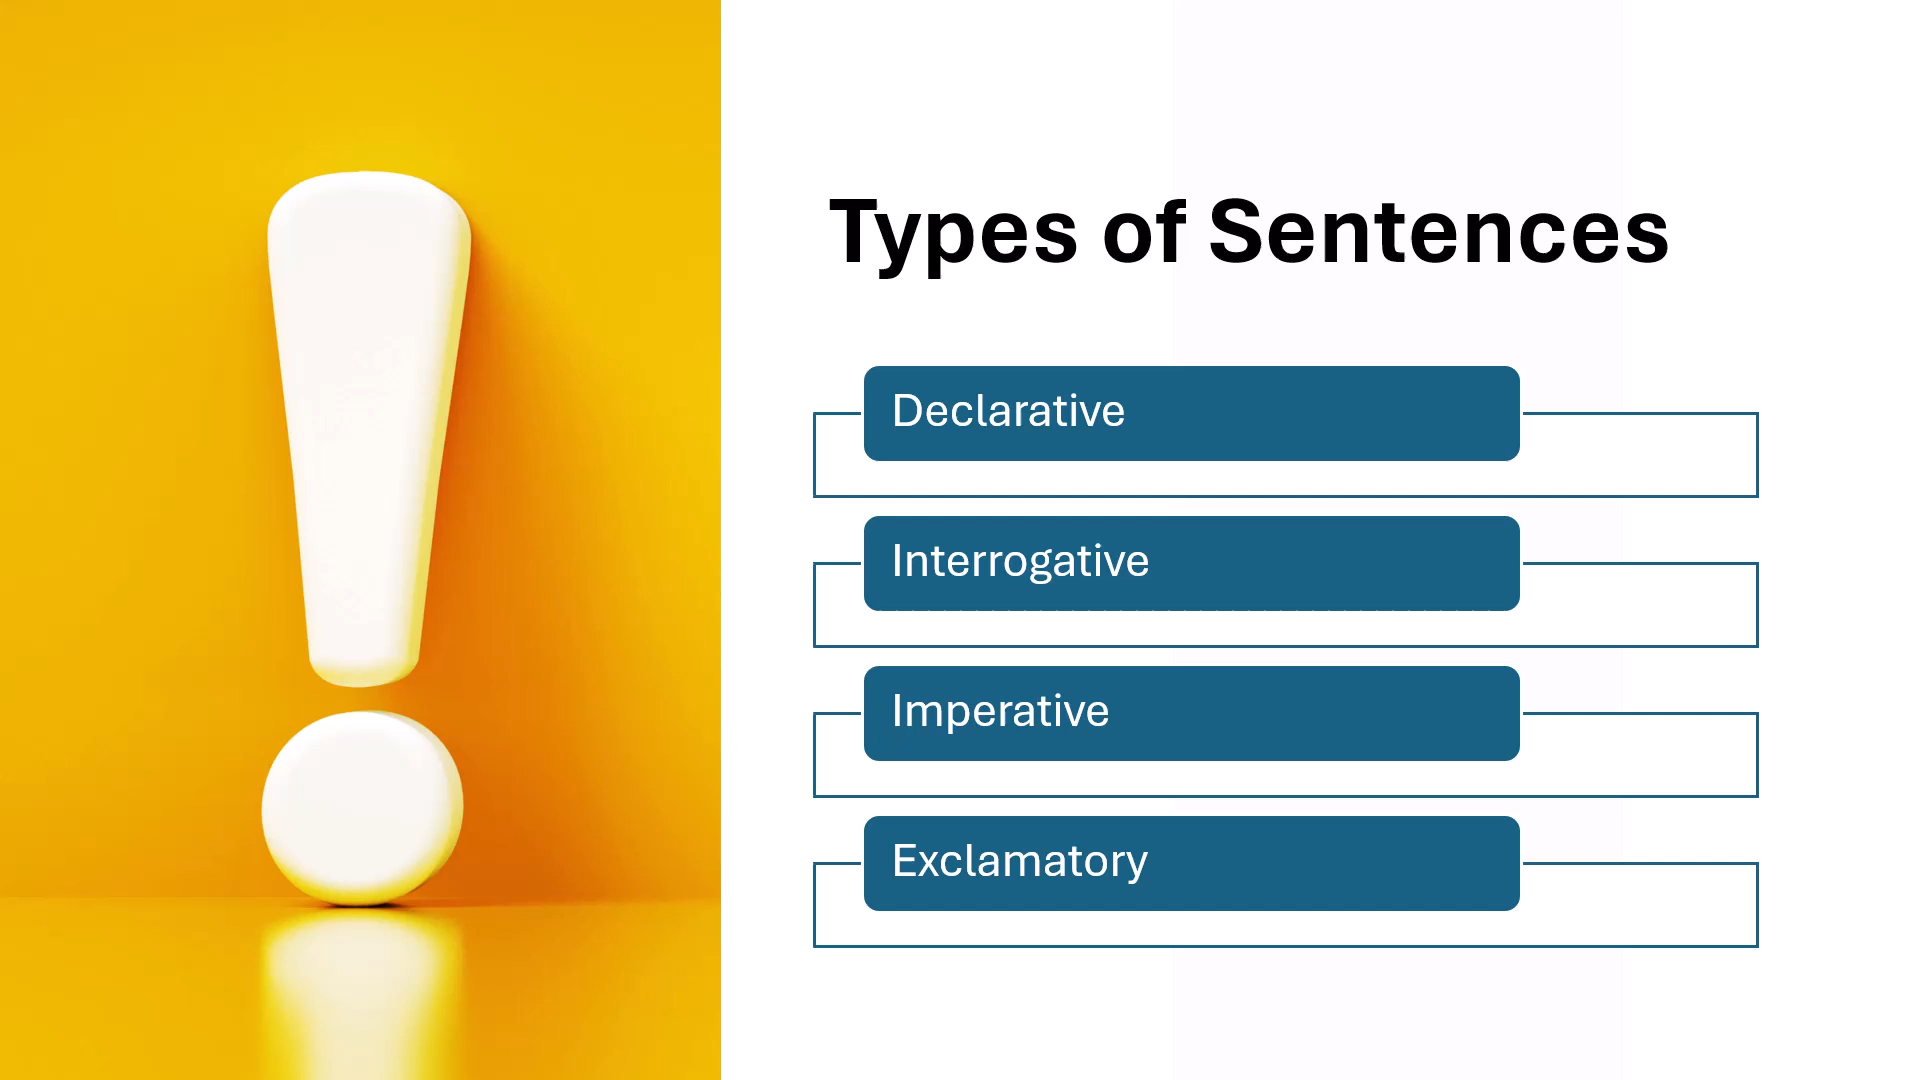 Types of Sentences
Declarative
Interrogative
Imperative
Exclamatory